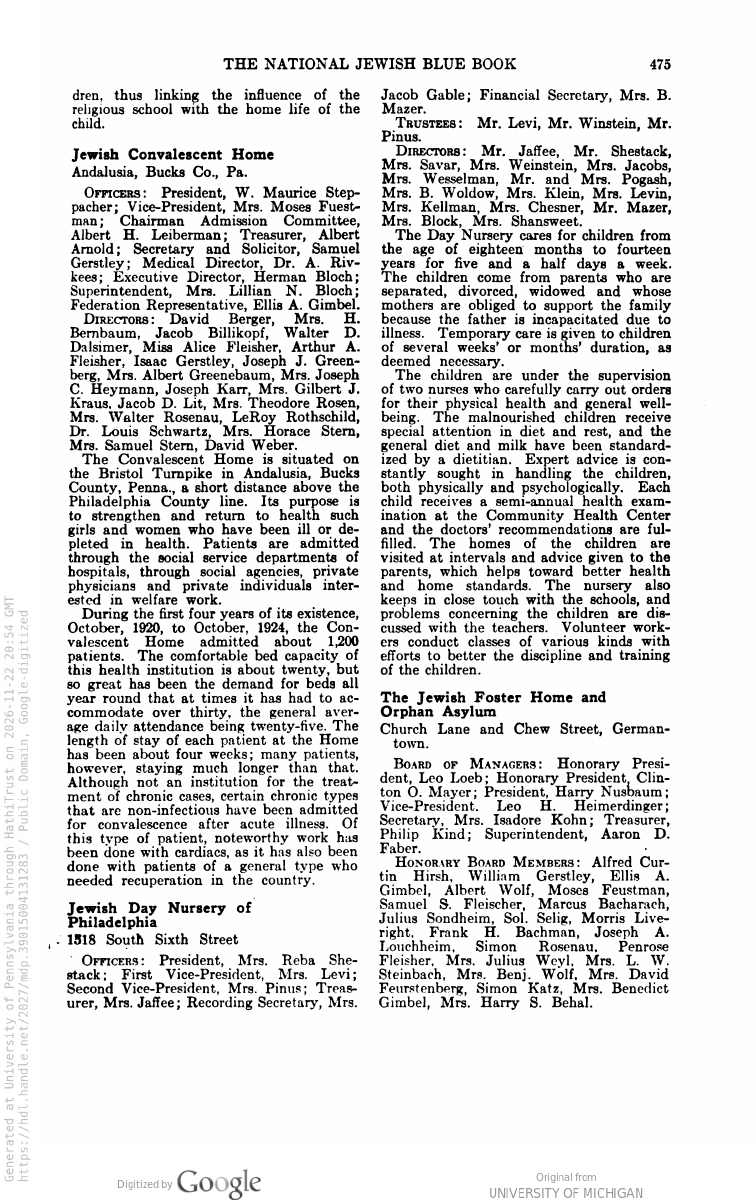 THE NATIONAL JEWISH BLUE BOOK 475
dren, thus linking the influence of the
religious school with the home life of the
child.
Jewish Convalescent Home
Andalusia, Bucks Co., Pa.
OFFICERS: President, W. Maurice Step-
pacher; Vice-President, Mrs. Moses Fuest-
man; Chairman Admission Committee,
Albert H. Leiberman; Treasurer, Albert
Arnold; Secretary and Solicitor, Samuel
Gerstley; Medical Director, Dr. A. Riv-
kees; Executive Director, Herman Bloch;
Superintendent, Mrs. Lillian N. Bloch;
Federation Representative, Ellis A. Gimbel.
DIRECTORS: David Berger, Mrs. H.
Bernbaum, Jacob Billikopf, Walter D.
Dalsimer, Miss Alice Fleisher, Arthur A.
Fleisher, Isaac Gerstley, Joseph J. Green-
berg, Mrs. Albert Greenebaum, Mrs. Joseph
C. Heymann, Joseph Karr, Mrs. Gilbert J.
Kraus, Jacob D. Lit, Mrs. Theodore Rosen,
Mrs. Walter Rosenau, LeRoy Rothschild,
Dr. Louis Schwartz, Mrs. Horace Stern,
Mrs. Samuel Stern, David Weber.
The Convalescent Home is situated on
the Bristol Turnpike in Andalusia, Bucks
County, Penna., a short distance above the
Philadelphia County line. Its purpose is
to strengthen and return to health such
girls and women who have been ill or de-
pleted in health. Patients are admitted
through the social service departments of
hospitals, through social agencies, private
physicians and private individuals inter-
ested in welfare work.
During the first four years of its existence,
October, 1920, to October, 1924, the Con-
valescent Home admitted about 1,200
patients. The comfortable bed capacity of
this health institution is about twenty, but
so great has been the demand for beds all
year round that at times it has had to ac-
commodate over thirty, the general aver-
age daily attendance being twenty-five. The
length of stay of each patient at the Home
has been about four weeks; many patients,
however, staying much longer than that.
Although not an institution for the treat-
ment of chronic cases, certain chronic types
that are non-infectious have been admitted
for convalescence after acute illness. Of
this type of patient, noteworthy work has
been done with cardiacs, as it has also been
done with patients of a general type who
needed recuperation in the country.
Jewish Day Nursery of
Philadelphia
1518 South Sixth Street
OFFICERS: President, Mrs. Reba She-
stack; First Vice-President, Mrs. Levi;
Second Vice-President, Mrs. Pinus; Treas-
urer, Mrs. Jaffee; Recording Secretary, Mrs.
Jacob Gable; Financial Secretary, Mrs. B.
Mazer.
TRUSTEES: Mr. Levi, Mr. Winstein, Mr.
Pinus.
DIRECTORS: Mr. Jaffee, Mr. Shestack,
Mrs. Savar, Mrs. Weinstein, Mrs. Jacobs,
Mrs. Wesselman, Mr. and Mrs. Pogash,
Mrs. B. Woldow, Mrs. Klein, Mrs. Levin,
Mrs. Kellman, Mrs. Chesner, Mr. Mazer,
Mrs. Block, Mrs. Shansweet.
The Day Nursery cares for children from
the age of eighteen months to fourteen
years for five and a half days a week.
The children come from parents who are
separated, divorced, widowed and whose
mothers are obliged to support the family
because the father is incapacitated due to
illness. Temporary care is given to children
of several weeks' or months' duration, as
deemed necessary.
The children are under the supervision
of two nurses who carefully carry out orders
for their physical health and general well-
being. The malnourished children receive
special attention in diet and rest, and the
general diet and milk have been standard-
ized by a dietitian. Expert advice is con-
stantly sought in handling the children,
both physically and psychologically. Each
child receives a semi-annual health exam-
ination at the Community Health Center
and the doctors' recommendations are ful-
filled. The homes of the children are
visited at intervals and advice given to the
parents, which helps toward better health
and home standards. The nursery also
keeps in close touch with the schools, and
problems concerning the children are dis-
cussed with the teachers. Volunteer work-
ers conduct classes of various kinds with
efforts to better the discipline and training
of the children.
The Jewish Foster Home and
Orphan Asylum
Church Lane and Chew Street, German-
town.
BOARD OF MANAGERS: Honorary Presi-
dent, Leo Loeb; Honorary President, Clin-
ton O. Mayer; President, Harry Nusbaum;
Vice-President. Leo H. Heimerdinger;
Secretary, Mrs. Isadore Kohn; Treasurer,
Philip Kind; Superintendent, Aaron D.
Faber.
HONORARY BOARD MEMBERS: Alfred Cur-
tin Hirsh, William Gerstley, Ellis A.
Gimbel, Albert Wolf, Moses Feustman,
Samuel S. Fleischer, Marcus Bacharach,
Julius Sondheim, Sol. Selig, Morris Live-
right, Frank H. Bachman, Joseph A.
Louchheim, Simon Rosenau, Penrose
Fleisher, Mrs. Julius Weyl, Mrs. L. W.
Steinbach, Mrs. Benj. Wolf, Mrs. David
Feurstenberg, Simon Katz, Mrs. Benedict
Gimbel, Mrs. Harry S. Behal.
Generated at University of Pennsylvania through HathiTrust on 2026-11-22 20:54 GMT
https://hdl.handle.net/2027/mdp.39015004131283 / Public Domain, Google-digitized
Digitized by Google
Original from
UNIVERSITY OF MICHIGAN